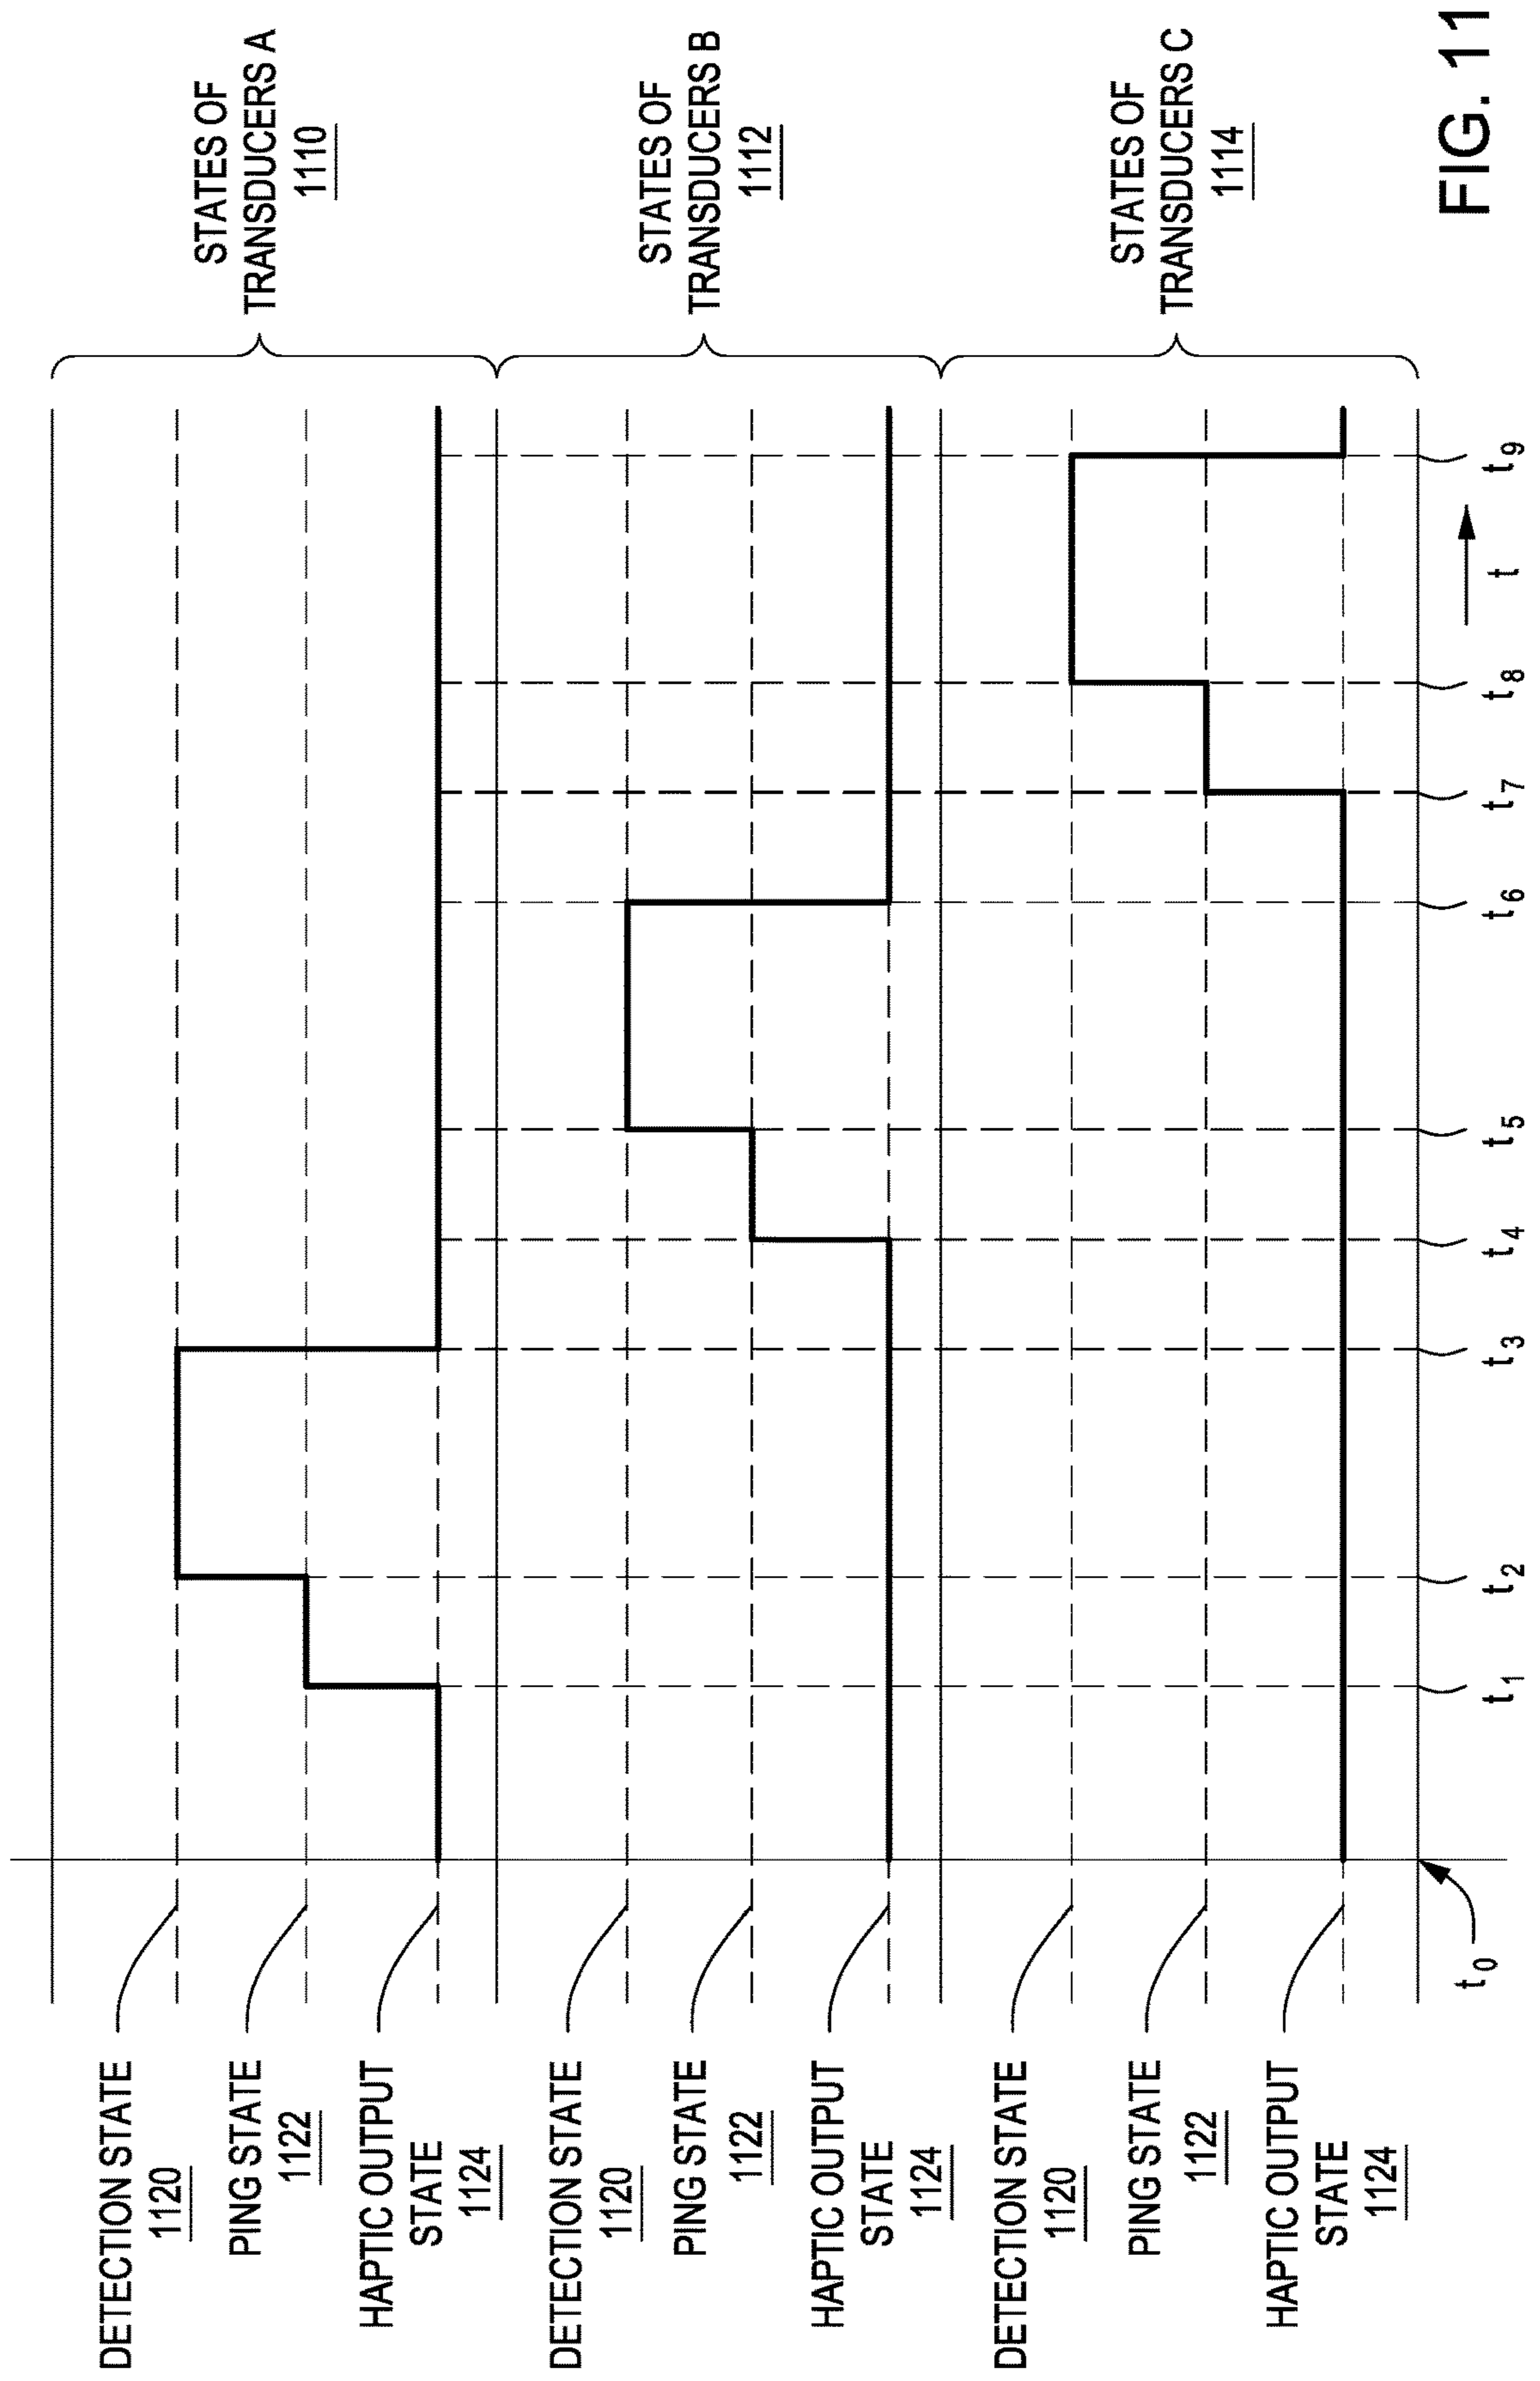 DETECTION STATE
1120
PING STATE
1122
HAPTIC OUTPUT
STATE
1124
STATES OF
TRANSDUCERS A
1110
DETECTION STATE
1120
PING STATE
1122
HAPTIC OUTPUT
STATE
1124
STATES OF
TRANSDUCERS B
1112
DETECTION STATE
1120
PING STATE
1122
HAPTIC OUTPUT
STATE
1124
STATES OF
TRANSDUCERS C
1114
t0
t1
t2
t3
t4
t5
t6
t7
t8
t9
t
FIG. 11